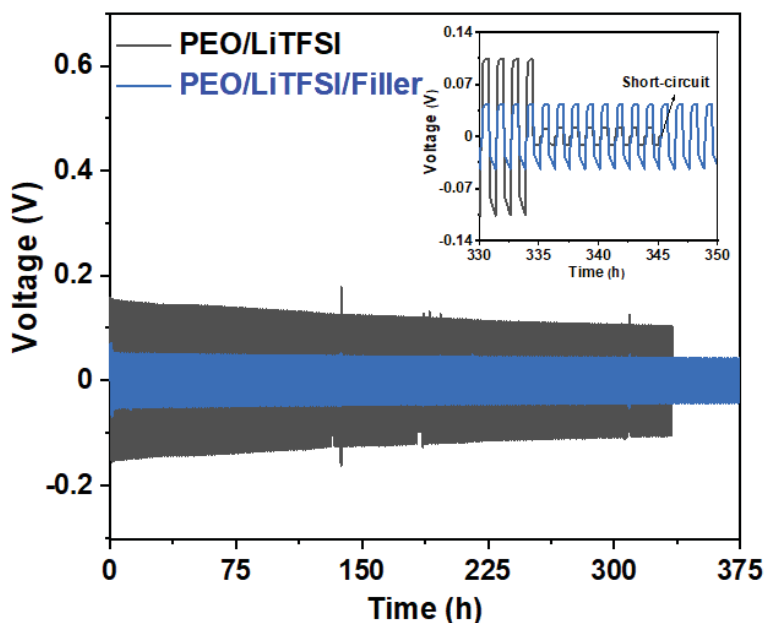 PEO/LiTFSI
PEO/LiTFSI/Filler
0.6
0.4
0.2
0
-0.2
Voltage (V)
0 75 150 225 300 375
Time (h)
0.14
0.07
0
-0.07
-0.14
Voltage (V)
Short-circuit
330 335 340 345 350
Time (h)